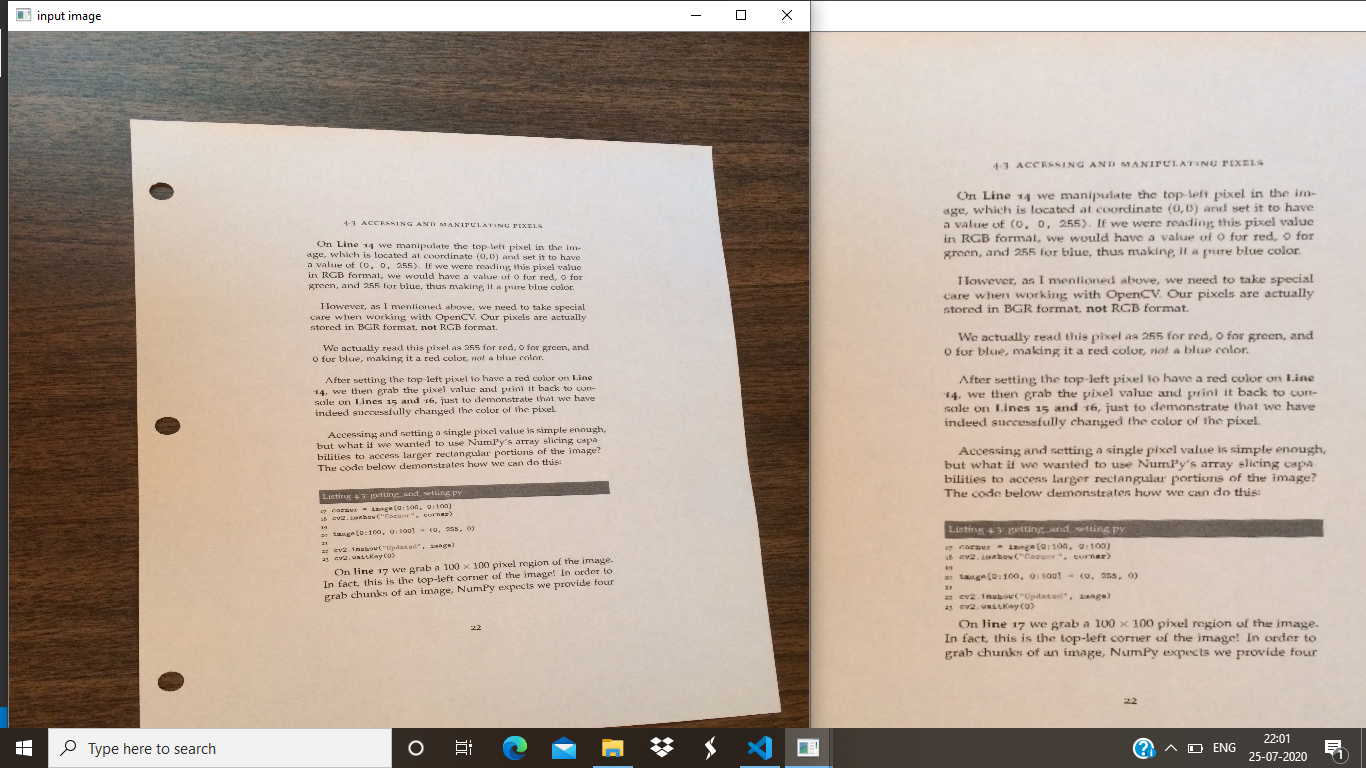 input image
4.3 ACCESSING AND MANIPULATING PIXELS
On Line 14 we manipulate the top-left pixel in the im-
age, which is located at coordinate (0,0) and set it to have
a value of (0, 0, 255). If we were reading this pixel value
in RGB format, we would have a value of 0 for red, 0 for
green, and 255 for blue, thus making it a pure blue color.
However, as I mentioned above, we need to take special
care when working with OpenCV. Our pixels are actually
stored in BGR format, not RGB format.
We actually read this pixel as 255 for red, 0 for green, and
0 for blue, making it a red color, not a blue color.
After setting the top-left pixel to have a red color on Line
14, we then grab the pixel value and print it back to con-
sole on Lines 15 and 16, just to demonstrate that we have
indeed successfully changed the color of the pixel.
Accessing and setting a single pixel value is simple enough,
but what if we wanted to use NumPy's array slicing capa
bilities to access larger rectangular portions of the image?
The code below demonstrates how we can do this:
Listing 4.3: getting_and_setting.py
17 corner = image[0:100, 0:100]
18 cv2.imshow("Corner", corner)
19
20 image[0:100, 0:100] = (0, 255, 0)
21
22 cv2.imshow("Updated", image)
23 cv2.waitKey(0)
On line 17 we grab a 100 × 100 pixel region of the image.
In fact, this is the top-left corner of the image! In order to
grab chunks of an image, NumPy expects we provide four
22
4.3 ACCESSING AND MANIPULATING PIXELS
On Line 14 we manipulate the top-left pixel in the im-
age, which is located at coordinate (0,0) and set it to have
a value of (0, 0, 255). If we were reading this pixel value
in RGB format, we would have a value of 0 for red, 0 for
green, and 255 for blue, thus making it a pure blue color.
However, as I mentioned above, we need to take special
care when working with OpenCV. Our pixels are actually
stored in BGR format, not RGB format.
We actually read this pixel as 255 for red, 0 for green, and
0 for blue, making it a red color, not a blue color.
After setting the top-left pixel to have a red color on Line
14, we then grab the pixel value and print it back to con-
sole on Lines 15 and 16, just to demonstrate that we have
indeed successfully changed the color of the pixel.
Accessing and setting a single pixel value is simple enough,
but what if we wanted to use NumPy's array slicing capa
bilities to access larger rectangular portions of the image?
The code below demonstrates how we can do this:
Listing 4.3: getting_and_setting.py
17 corner = image[0:100, 0:100]
18 cv2.imshow("Corner", corner)
19
20 image[0:100, 0:100] = (0, 255, 0)
21
22 cv2.imshow("Updated", image)
23 cv2.waitKey(0)
On line 17 we grab a 100 × 100 pixel region of the image.
In fact, this is the top-left corner of the image! In order to
grab chunks of an image, NumPy expects we provide four
22
Type here to search
ENG
22:01
25-07-2020
1